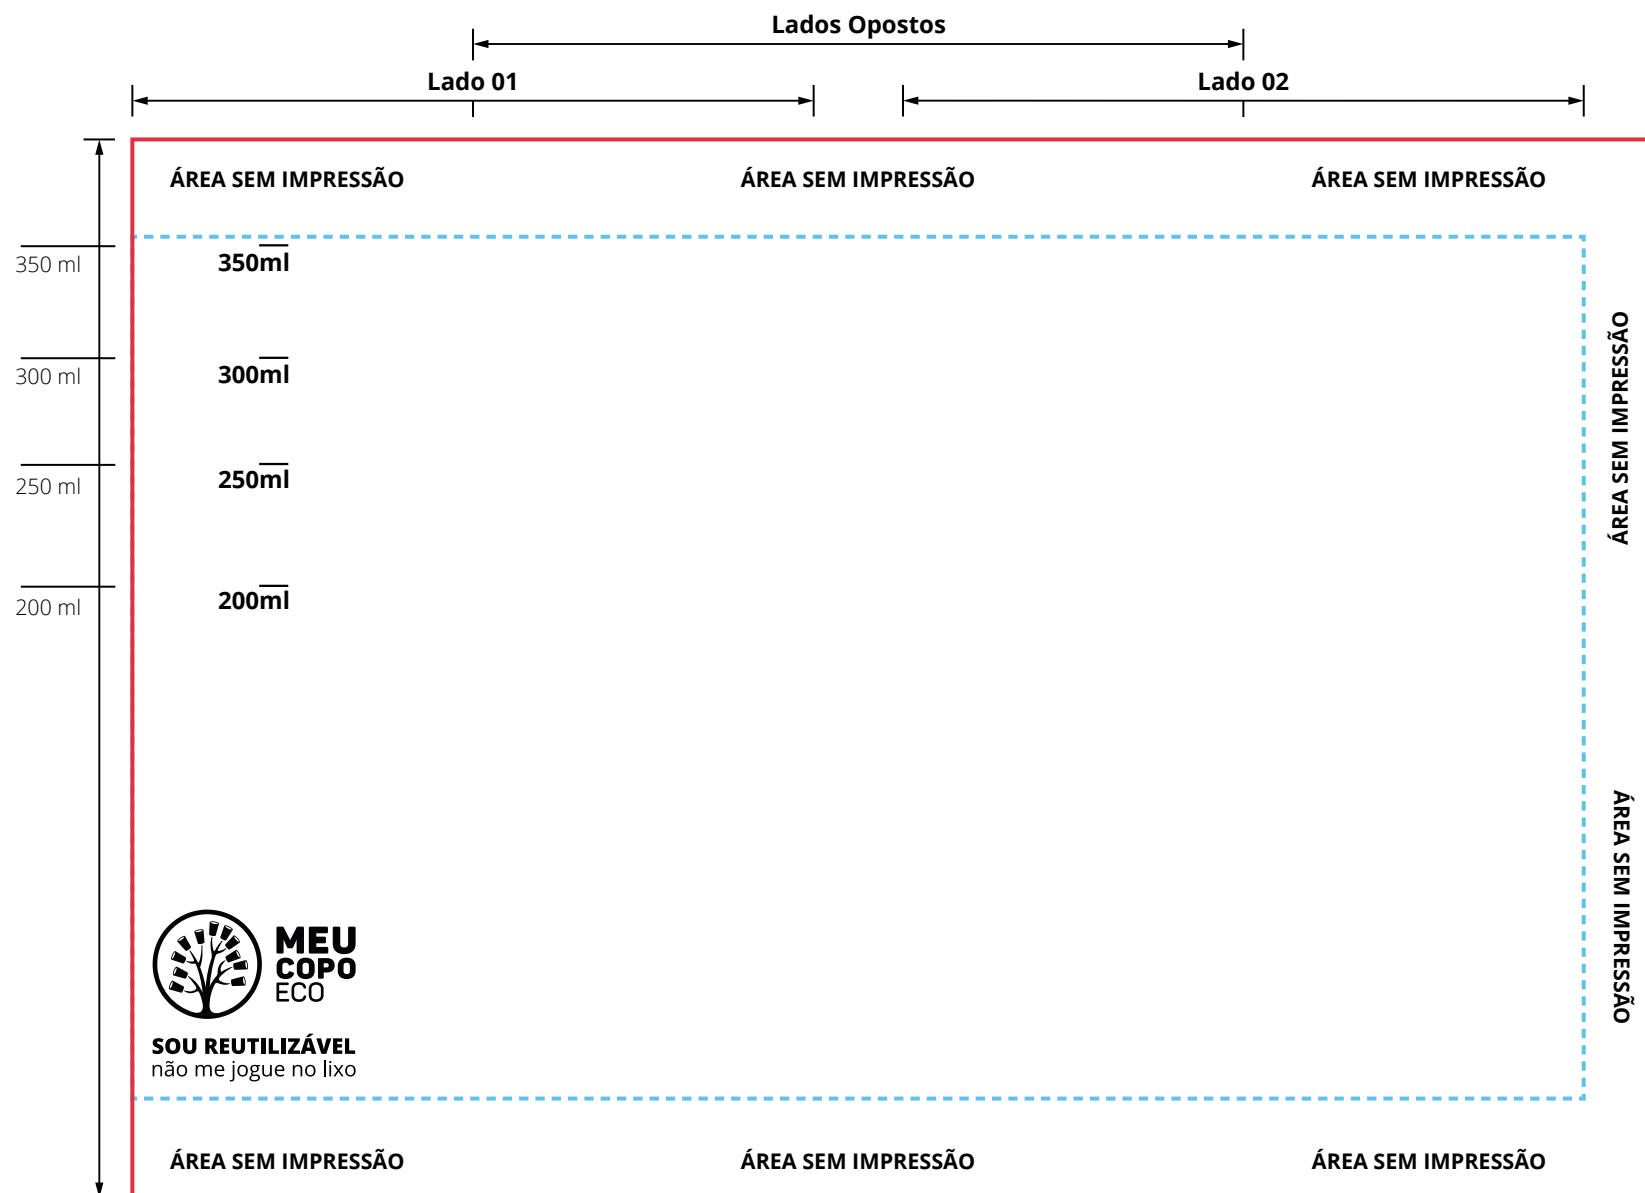 Lados Opostos
Lado 01
Lado 02
ÁREA SEM IMPRESSÃO
ÁREA SEM IMPRESSÃO
ÁREA SEM IMPRESSÃO
350 ml
350ml
300 ml
300ml
250 ml
250ml
200 ml
200ml
ÁREA SEM IMPRESSÃO
ÁREA SEM IMPRESSÃO
MEU
COPO
ECO
SOU REUTILIZÁVEL
não me jogue no lixo
ÁREA SEM IMPRESSÃO
ÁREA SEM IMPRESSÃO
ÁREA SEM IMPRESSÃO